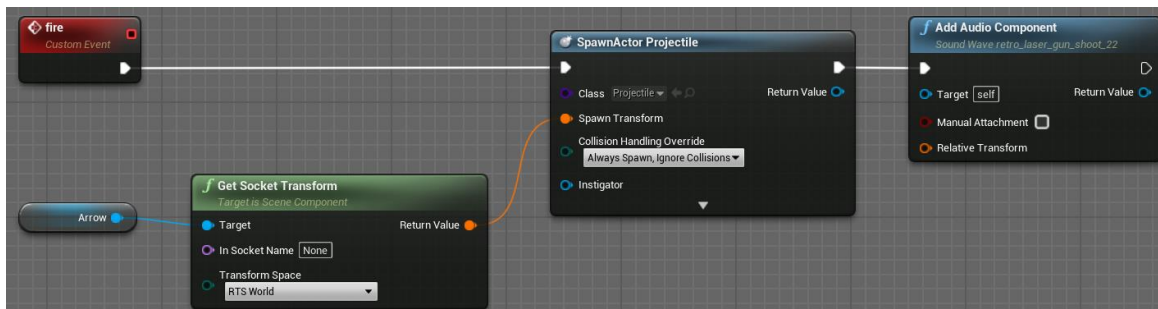 fire
Custom Event
SpawnActor Projectile
Class Projectile Return Value
Spawn Transform
Collision Handling Override
Always Spawn, Ignore Collisions
Instigator
Add Audio Component
Sound Wave retro_laser_gun_shoot_22
Target self Return Value
Manual Attachment
Relative Transform
Arrow
f Get Socket Transform
Target is Scene Component
Target Return Value
In Socket Name None
Transform Space
RTS World